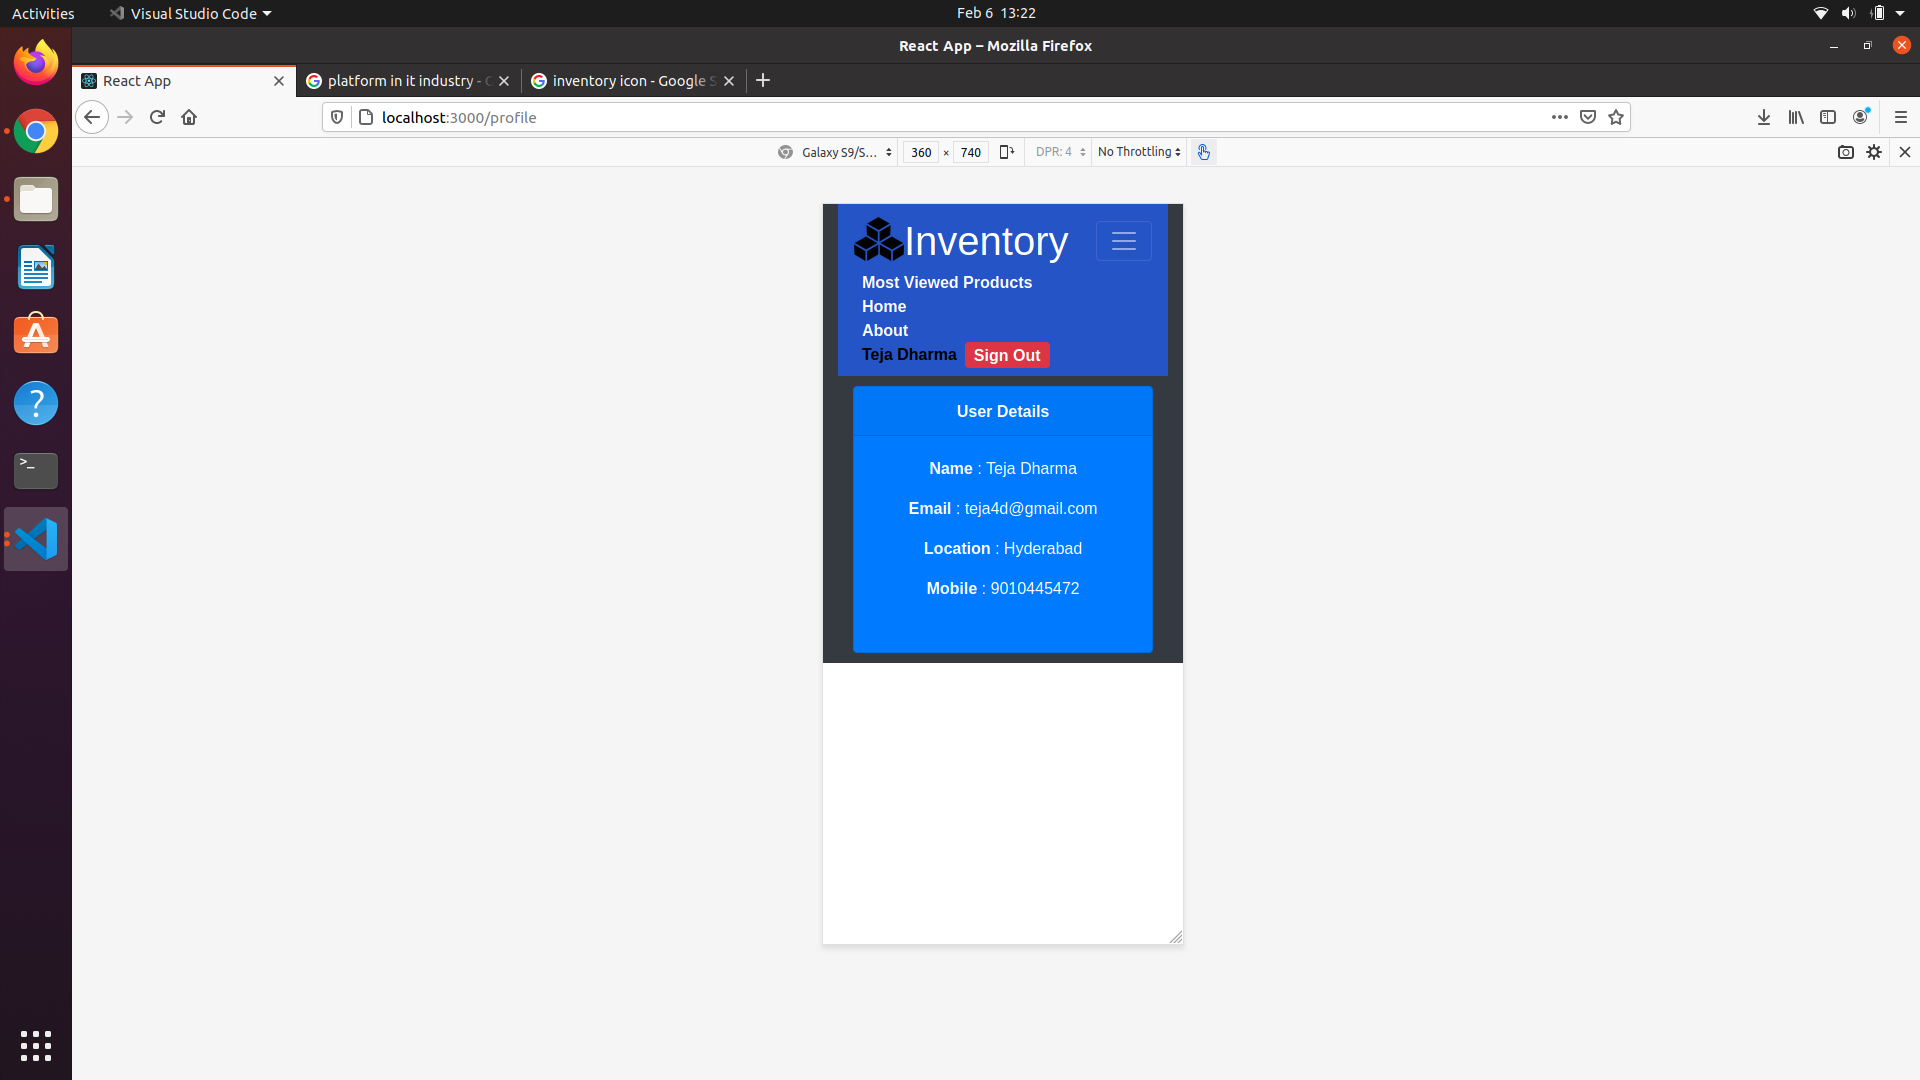 Activities
Visual Studio Code
Feb 6 13:22
React App – Mozilla Firefox
React App
platform in it industry - 
inventory icon - Google S
localhost:3000/profile
Galaxy S9/S... 360 × 740 DPR: 4 No Throttling
Inventory
Most Viewed Products
Home
About
Teja Dharma Sign Out
User Details
Name : Teja Dharma
Email : teja4d@gmail.com
Location : Hyderabad
Mobile : 9010445472